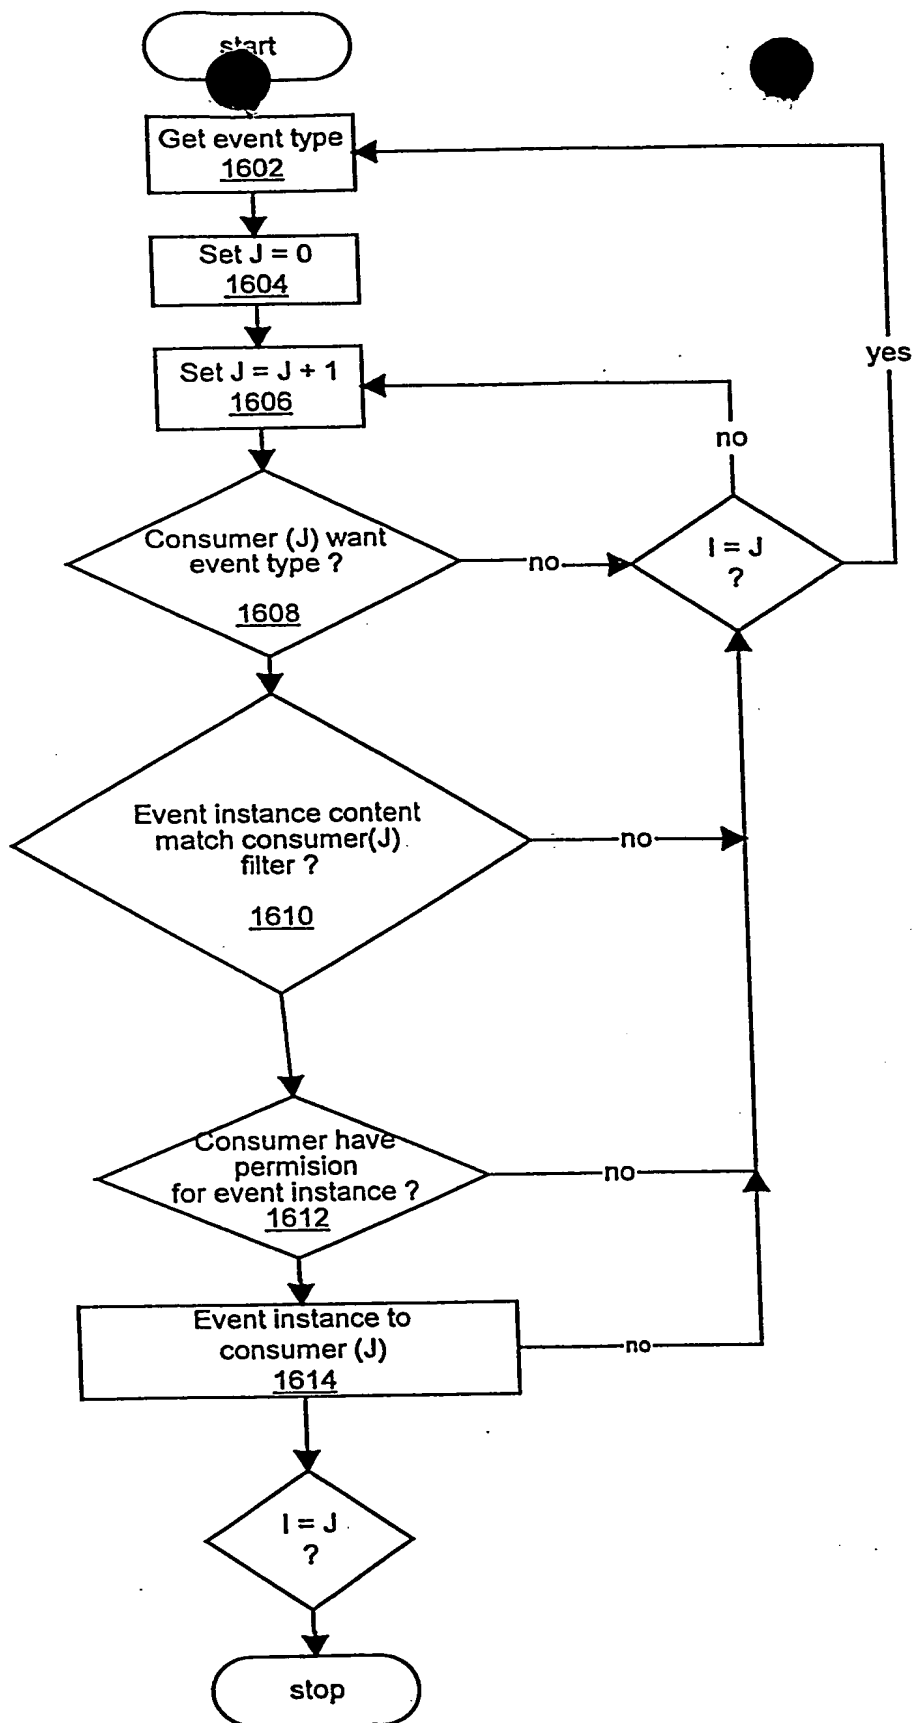 start
Get event type
1602
Set J = 0
1604
Set J = J + 1
1606
yes
no
Consumer (J) want
event type ?
1608
no
I = J
?
Event instance content
match consumer(J)
filter ?
1610
no
Consumer have
permision
for event instance ?
1612
no
Event instance to
consumer (J)
1614
no
I = J
?
stop